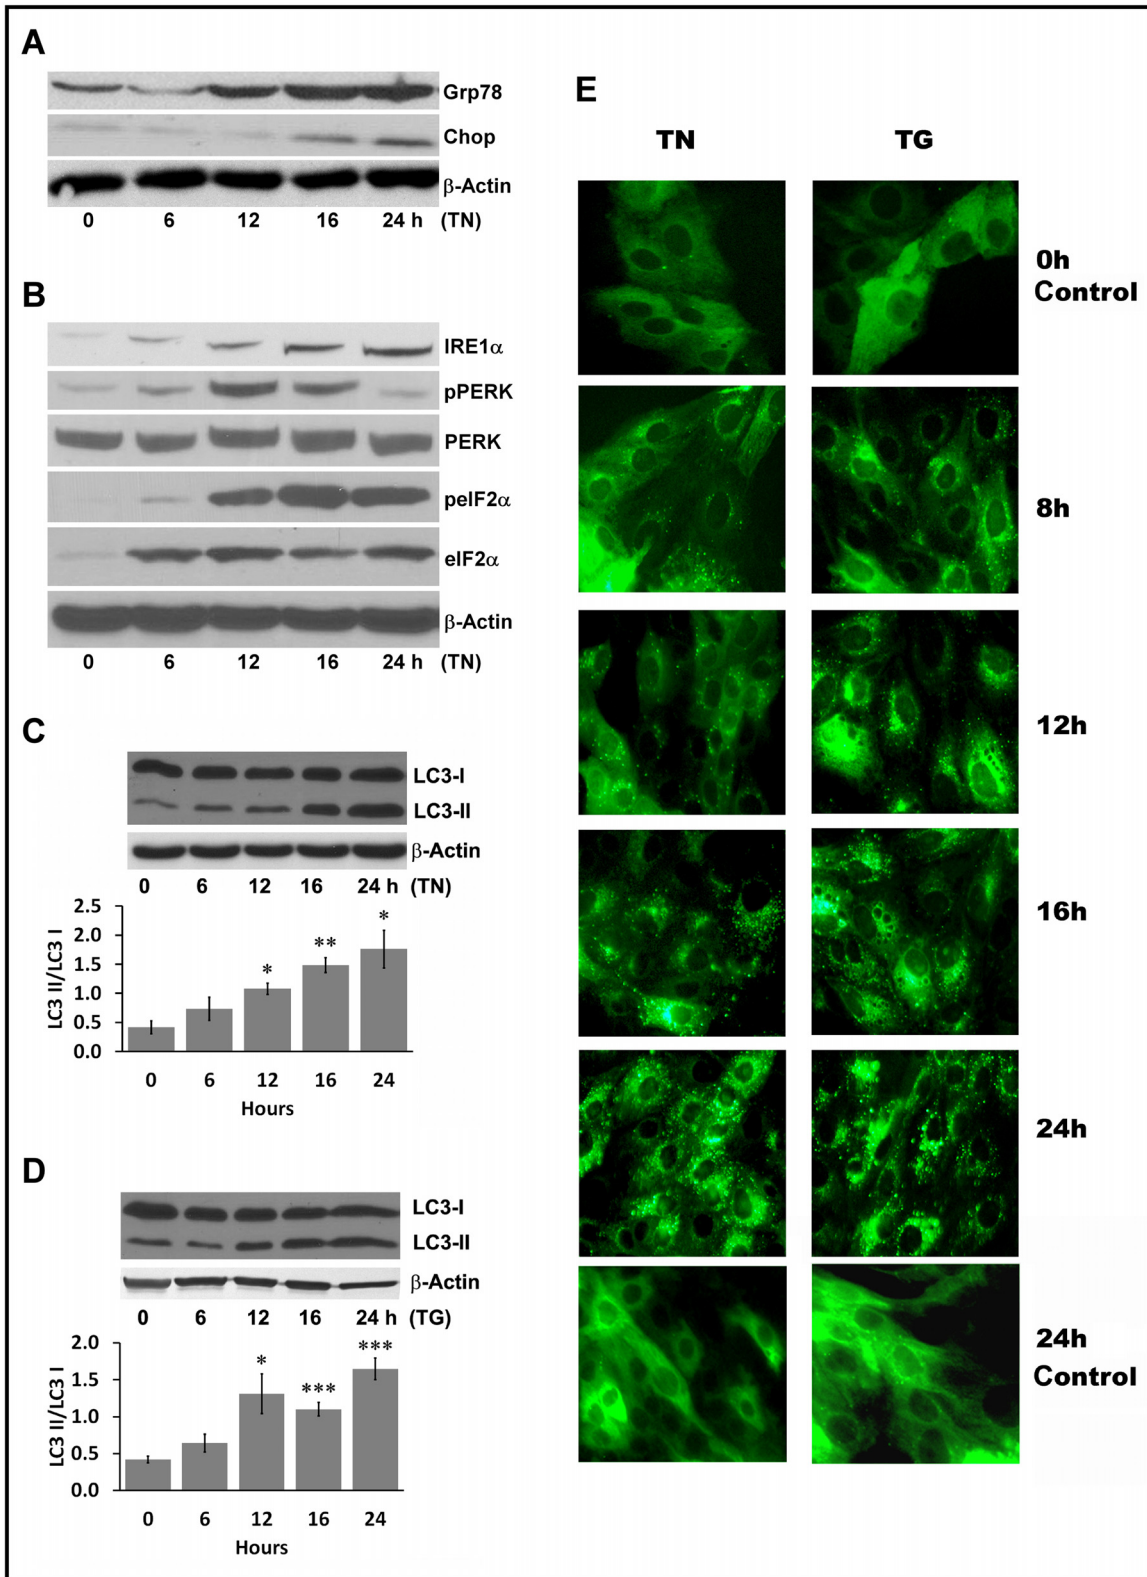 A
Grp78
Chop
β-Actin
0 6 12 16 24 h (TN)
B
IRE1α
pPERK
PERK
peIF2α
eIF2α
β-Actin
0 6 12 16 24 h (TN)
C
LC3-I
LC3-II
β-Actin
0 6 12 16 24 h (TN)
LC3 II/LC3 I
2.5
2.0
1.5
1.0
0.5
0.0
* ** *
0 6 12 16 24
Hours
D
LC3-I
LC3-II
β-Actin
0 6 12 16 24 h (TG)
LC3 II/LC3 I
2.0
1.5
1.0
0.5
0.0
* *** ***
0 6 12 16 24
Hours
E
TN TG
0h
Control
8h
12h
16h
24h
24h
Control